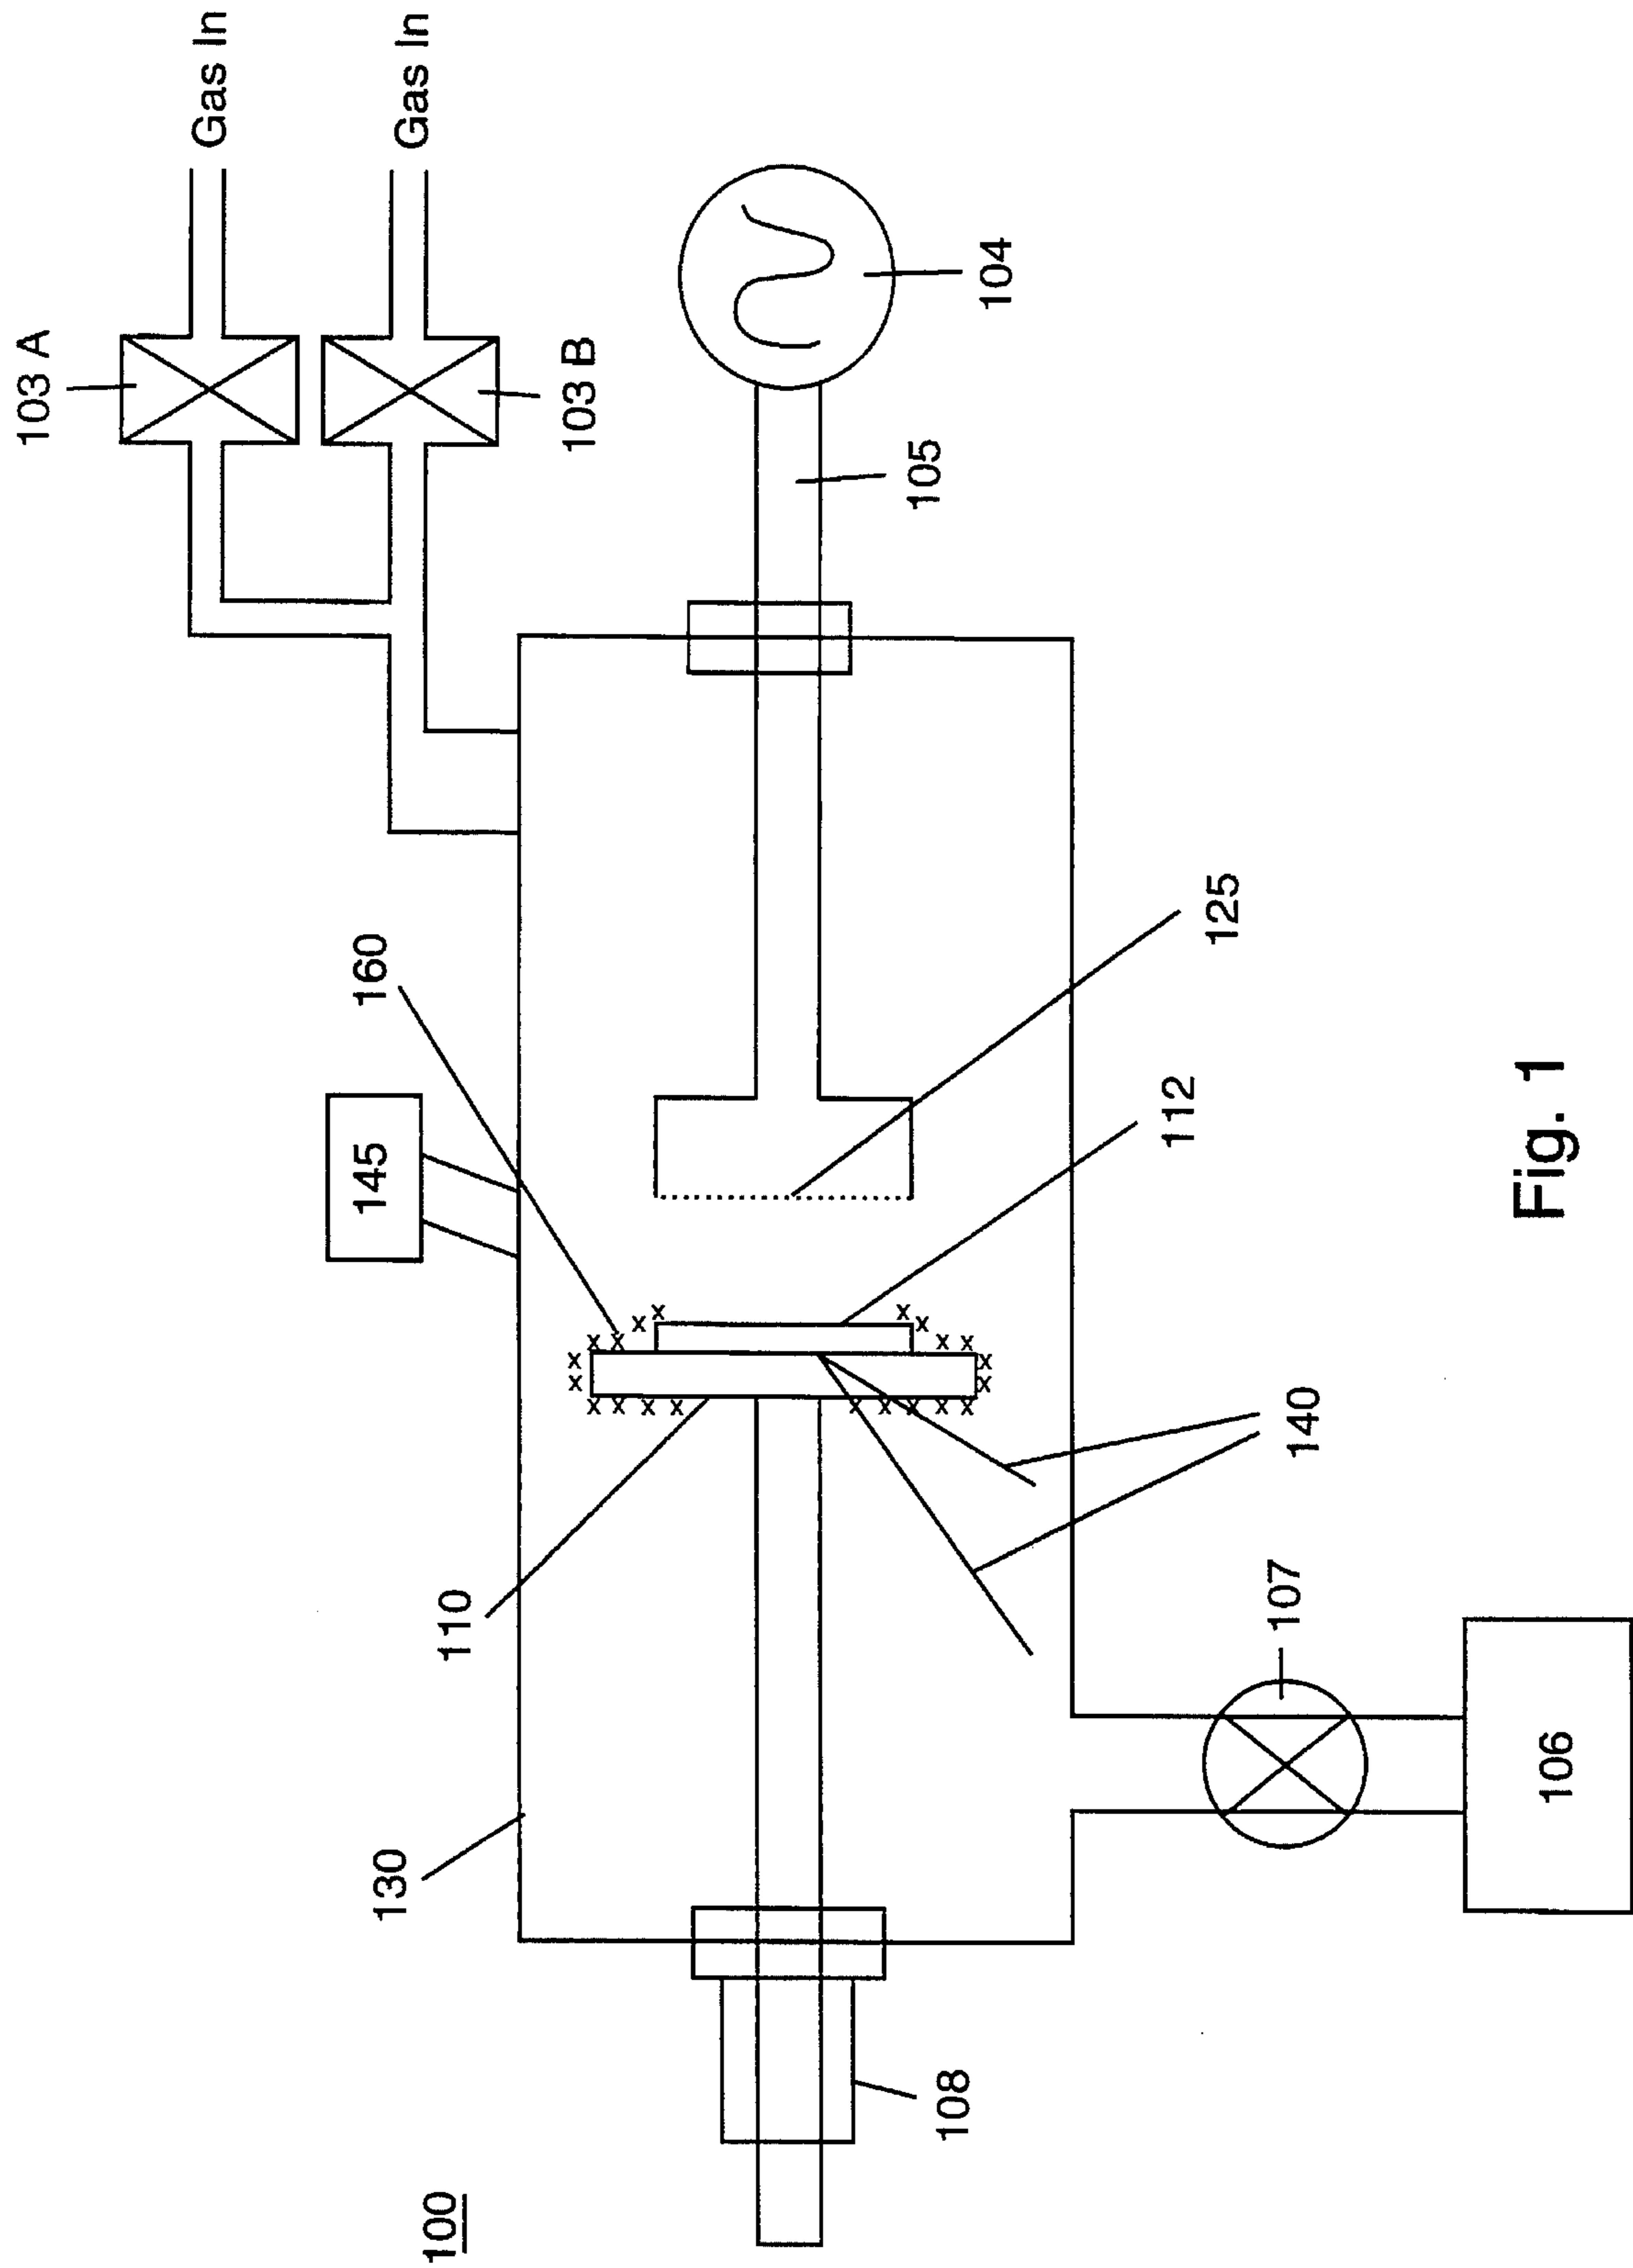 100
108
130
110
145
160
103 A
Gas In
Gas In
103 B
104
105
125
112
140
107
106
Fig. 1
x x x x x x x x x x x x x x x x x x x x x x x x x